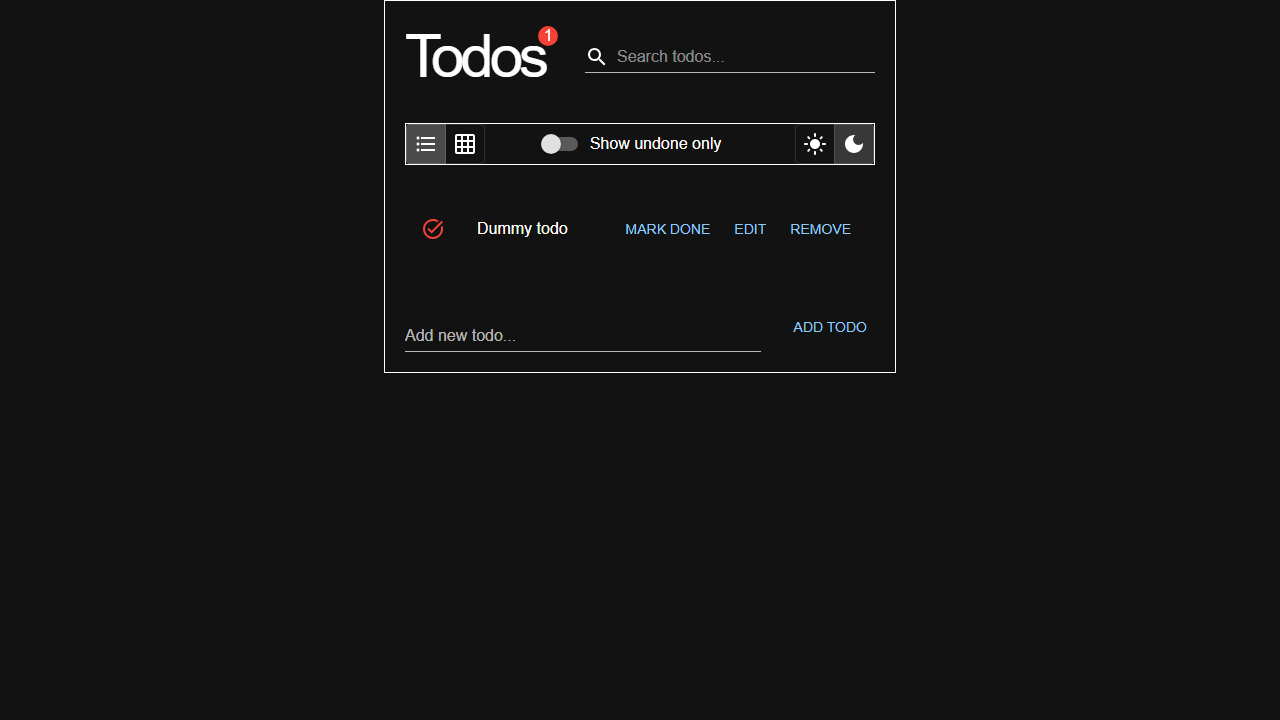 Todos 1
Search todos...
Show undone only
Dummy todo MARK DONE EDIT REMOVE
Add new todo... ADD TODO